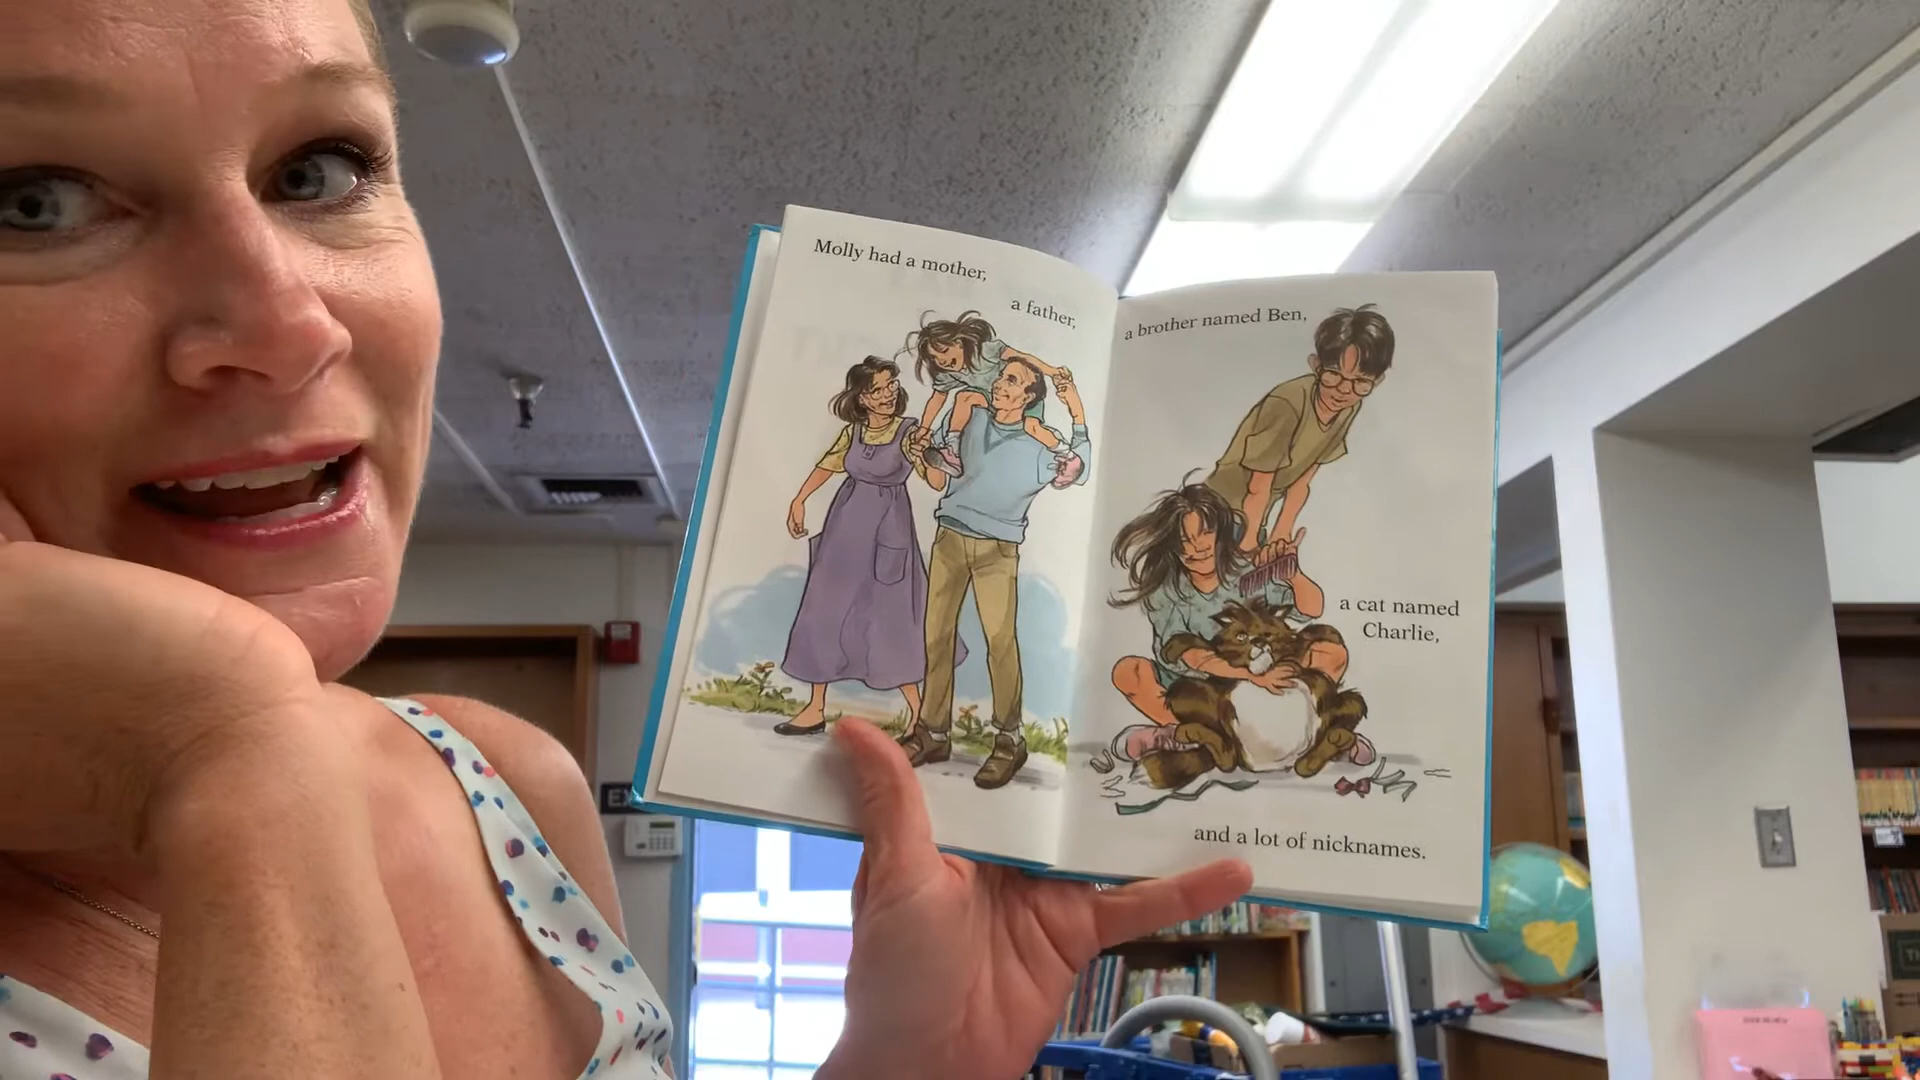 Molly had a mother,
a father,
a brother named Ben,
a cat named
Charlie,
and a lot of nicknames.